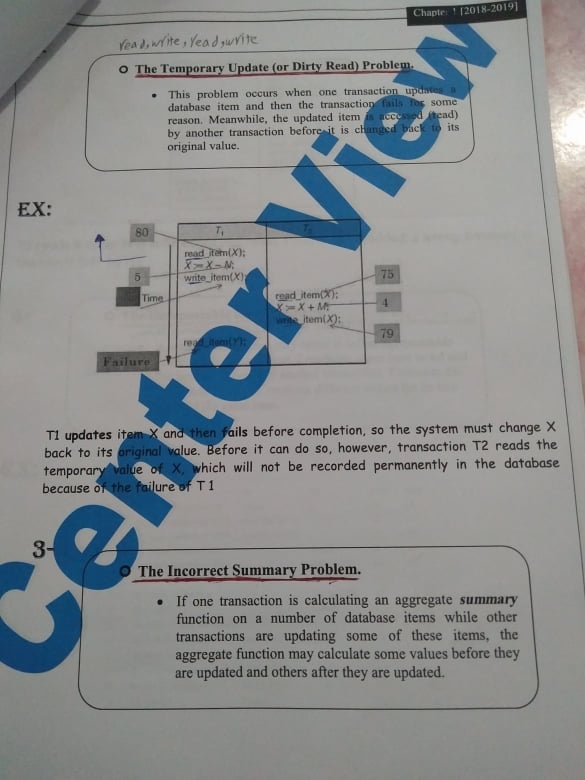 Chapter 1 [2018-2019]
read, write, read, write
The Temporary Update (or Dirty Read) Problem.
• This problem occurs when one transaction updates a
database item and then the transaction fails for some
reason. Meanwhile, the updated item is accessed (read)
by another transaction before it is changed back to its
original value.
EX:
80
T₁
T₂
read_item(X);
X := X - N;
5
write_item(X);
75
Time
read_item(X);
X := X + M;
4
write_item(X);
79
read_item(Y);
Failure
T1 updates item X and then fails before completion, so the system must change X
back to its original value. Before it can do so, however, transaction T2 reads the
temporary value of X, which will not be recorded permanently in the database
because of the failure of T1
3-
The Incorrect Summary Problem.
• If one transaction is calculating an aggregate summary
function on a number of database items while other
transactions are updating some of these items, the
aggregate function may calculate some values before they
are updated and others after they are updated.
Center View